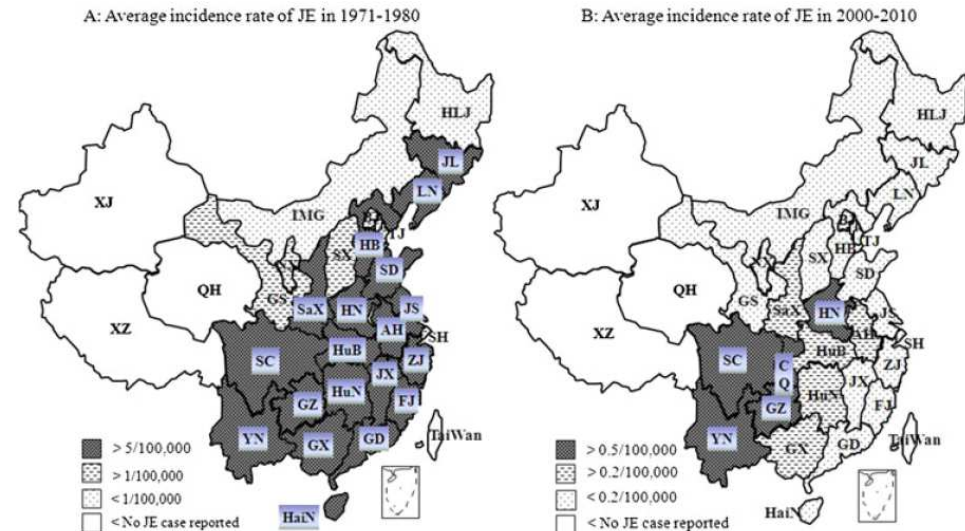 A: Average incidence rate of JE in 1971-1980
HLJ
JL
LN
XJ
IMG
TJ
HB
SX
SD
QH
GS
SaX
HN
JS
XZ
AH
SH
SC
HuB
ZJ
JX
HuN
GZ
FJ
YN
GX
GD
TaiWan
HaiN
> 5/100,000
> 1/100,000
< 1/100,000
< No JE case reported
B: Average incidence rate of JE in 2000-2010
HLJ
JL
LN
XJ
IMG
TJ
HB
SX
SD
QH
GS
SaX
HN
JS
XZ
AH
SH
SC
HuB
ZJ
C
Q
JX
HuN
GZ
FJ
YN
GX
GD
TaiWan
HaiN
> 0.5/100,000
> 0.2/100,000
< 0.2/100,000
< No JE case reported